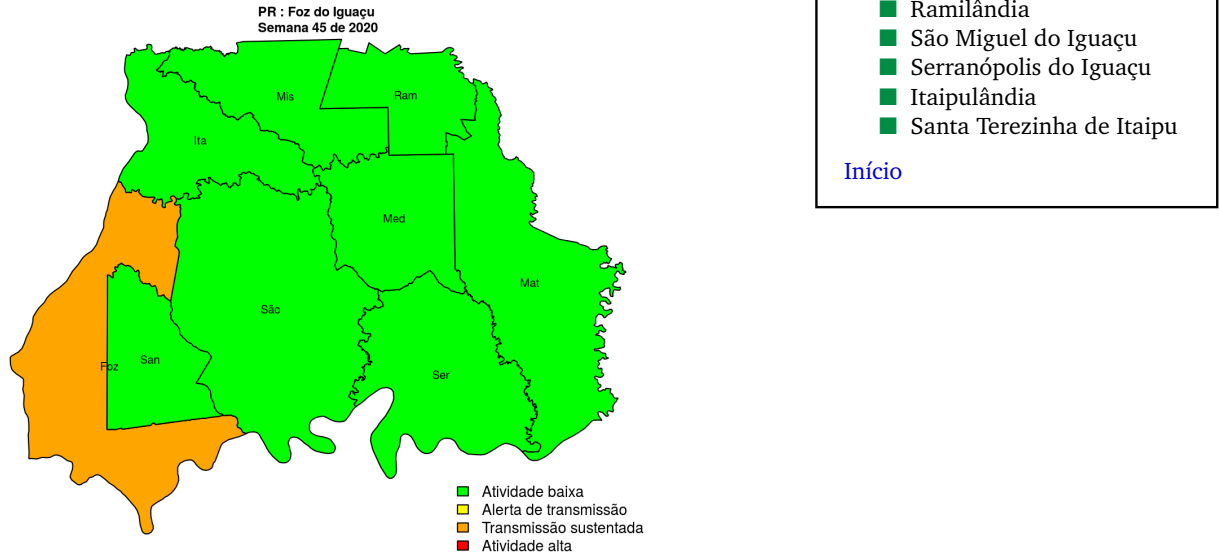 PR : Foz do Iguaçu
Semana 45 de 2020
Mis
Ram
Ita
Med
Mat
São
San
Foz
Ser
Atividade baixa
Alerta de transmissão
Transmissão sustentada
Atividade alta
Ramilândia
São Miguel do Iguaçu
Serranópolis do Iguaçu
Itaipulândia
Santa Terezinha de Itaipu
Início